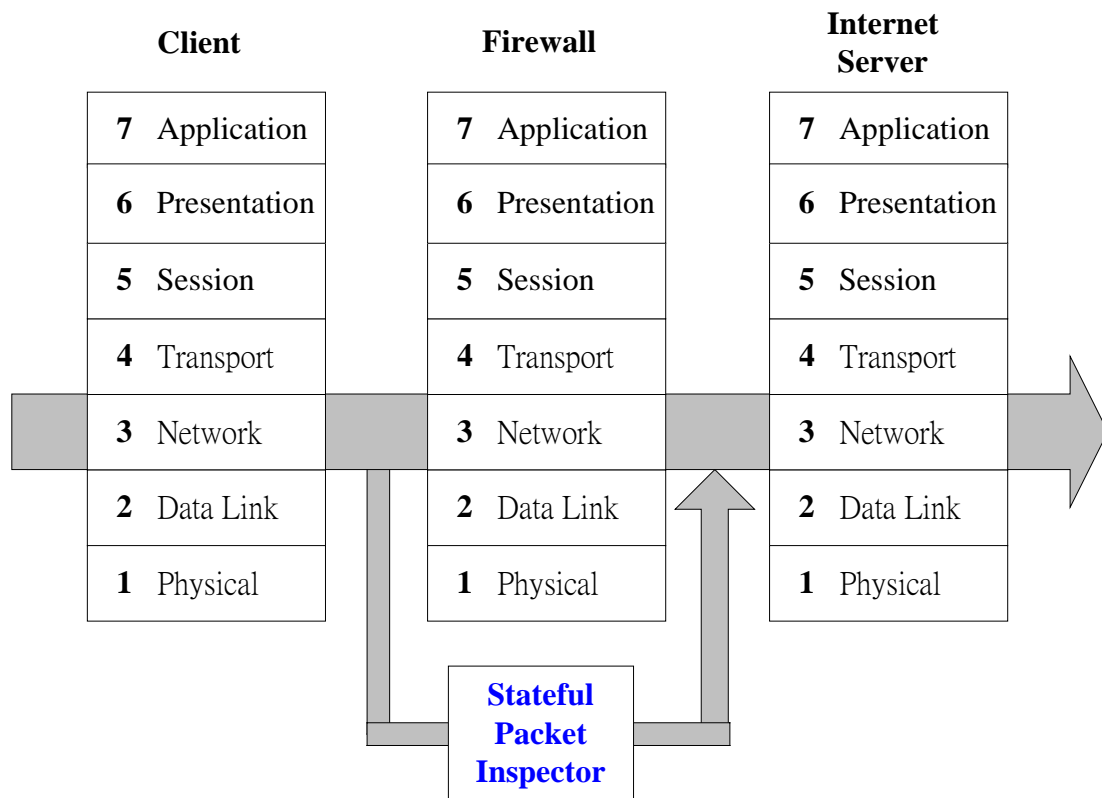 Client
Firewall
Internet
Server
7 Application
6 Presentation
5 Session
4 Transport
3 Network
2 Data Link
1 Physical
7 Application
6 Presentation
5 Session
4 Transport
3 Network
2 Data Link
1 Physical
7 Application
6 Presentation
5 Session
4 Transport
3 Network
2 Data Link
1 Physical
Stateful
Packet
Inspector